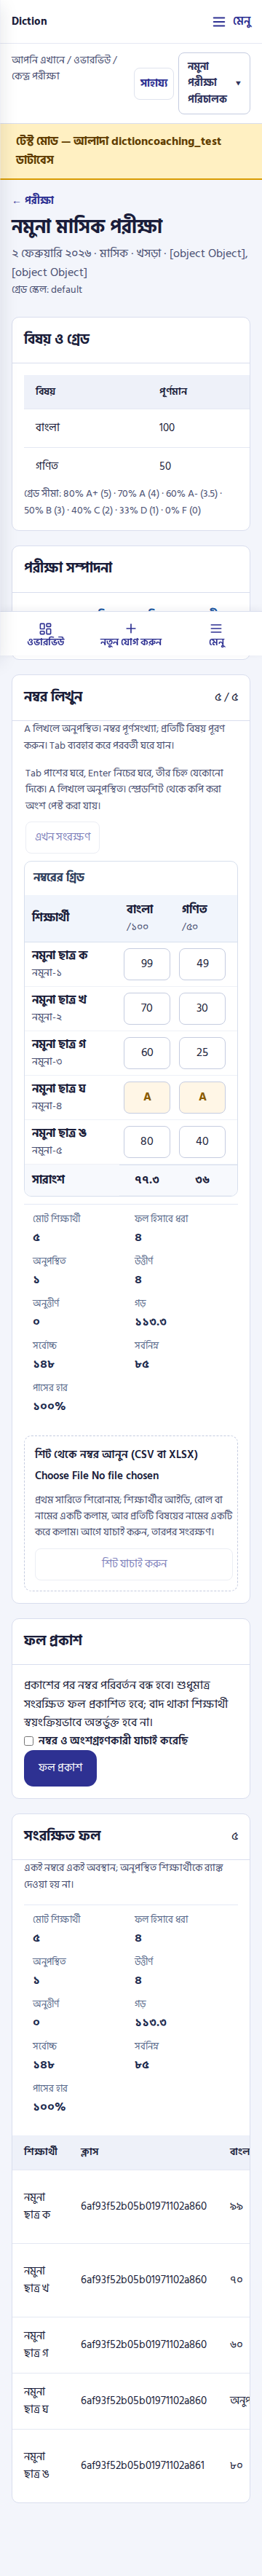 Diction
মেনু
আপনি এখানে / ওভারভিউ /
কেন্দ্র পরীক্ষা
সাহায্য
নমুনা
পরীক্ষা
পরিচালক
টেস্ট মোড — আলাদা dictioncoaching_test
ডাটাবেস
← পরীক্ষা
নমুনা মাসিক পরীক্ষা
২ ফেব্রুয়ারি ২০২৬ · মাসিক · খসড়া · [object Object],
[object Object]
গ্রেড স্কেল: default
বিষয় ও গ্রেড
বিষয় পূর্ণমান
বাংলা 100
গণিত 50
গ্রেড সীমা: 80% A+ (5) · 70% A (4) · 60% A- (3.5) ·
50% B (3) · 40% C (2) · 33% D (1) · 0% F (0)
পরীক্ষা সম্পাদনা
ওভারভিউ
নতুন যোগ করুন
মেনু
নম্বর লিখুন ৫ / ৫
A লিখলে অনুপস্থিত। নম্বর পূর্ণসংখ্যা; প্রতিটি বিষয় পূরণ
করুন। Tab ব্যবহার করে পরবর্তী ঘরে যান।
Tab পাশের ঘরে, Enter নিচের ঘরে, তীর চিহ্ন যেকোনো
দিকে। A লিখলে অনুপস্থিত। স্প্রেডশিট থেকে কপি করা
অংশ পেস্ট করা যায়।
এখন সংরক্ষণ
নম্বরের গ্রিড
শিক্ষার্থী বাংলা গণিত
/১০০ /৫০
নমুনা ছাত্র ক 99 49
নমুনা-১
নমুনা ছাত্র খ 70 30
নমুনা-২
নমুনা ছাত্র গ 60 25
নমুনা-৩
নমুনা ছাত্র ঘ A A
নমুনা-৪
নমুনা ছাত্র ঙ 80 40
নমুনা-৫
সারাংশ ৭৭.৩ ৩৬
মোট শিক্ষার্থী ফল হিসাবে ধরা
৫ ৪
অনুপস্থিত উত্তীর্ণ
১ ৪
অনুত্তীর্ণ গড়
০ ১১৩.৩
সর্বোচ্চ সর্বনিম্ন
১৪৮ ৮৫
পাসের হার
১০০%
শিট থেকে নম্বর আনুন (CSV বা XLSX)
Choose File No file chosen
প্রথম সারিতে শিরোনাম; শিক্ষার্থীর আইডি, রোল বা
নামের একটি কলাম, আর প্রতিটি বিষয়ের নামের একটি
করে কলাম। আগে যাচাই করুন, তারপর সংরক্ষণ।
শিট যাচাই করুন
ফল প্রকাশ
প্রকাশের পর নম্বর পরিবর্তন বন্ধ হবে। শুধুমাত্র
সংরক্ষিত ফল প্রকাশিত হবে; বাদ থাকা শিক্ষার্থী
স্বয়ংক্রিয়ভাবে অন্তর্ভুক্ত হবে না।
নম্বর ও অংশগ্রহণকারী যাচাই করেছি
ফল প্রকাশ
সংরক্ষিত ফল ৫
একই নম্বরে একই অবস্থান; অনুপস্থিত শিক্ষার্থীকে র‍্যাঙ্ক
দেওয়া হয় না।
মোট শিক্ষার্থী ফল হিসাবে ধরা
৫ ৪
অনুপস্থিত উত্তীর্ণ
১ ৪
অনুত্তীর্ণ গড়
০ ১১৩.৩
সর্বোচ্চ সর্বনিম্ন
১৪৮ ৮৫
পাসের হার
১০০%
শিক্ষার্থী ক্লাস
নমুনা
ছাত্র ক 6af93f52b05b01971102a860 ৯৯
নমুনা
ছাত্র খ 6af93f52b05b01971102a860 ৭০
নমুনা
ছাত্র গ 6af93f52b05b01971102a860 ৬০
নমুনা
ছাত্র ঘ 6af93f52b05b01971102a860
নমুনা
ছাত্র ঙ 6af93f52b05b01971102a861 ৮০